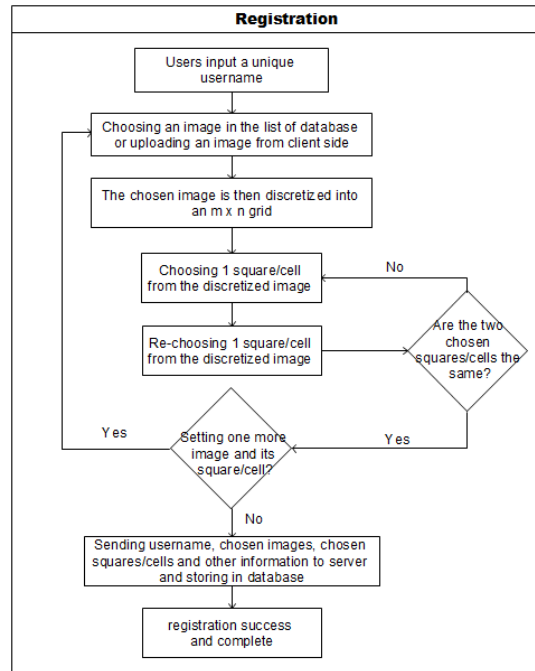 Registration
Users input a unique
username
Choosing an image in the list of database
or uploading an image from client side
The chosen image is then discretized into
an m x n grid
Choosing 1 square/cell
from the discretized image
No
Re-choosing 1 square/cell
from the discretized image
Are the two
chosen
squares/cells the
same?
Yes
Setting one more
image and its
square/cell?
Yes
No
Sending username, chosen images, chosen
squares/cells and other information to server
and storing in database
registration success
and complete